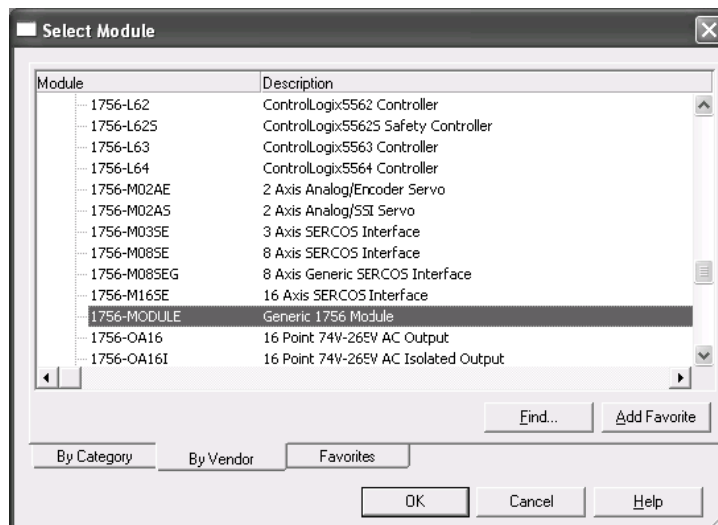 Select Module
Module Description
1756-L62 ControlLogix5562 Controller
1756-L62S ControlLogix5562S Safety Controller
1756-L63 ControlLogix5563 Controller
1756-L64 ControlLogix5564 Controller
1756-M02AE 2 Axis Analog/Encoder Servo
1756-M02AS 2 Axis Analog/SSI Servo
1756-M03SE 3 Axis SERCOS Interface
1756-M08SE 8 Axis SERCOS Interface
1756-M08SEG 8 Axis Generic SERCOS Interface
1756-M16SE 16 Axis SERCOS Interface
1756-MODULE Generic 1756 Module
1756-OA16 16 Point 74V-265V AC Output
1756-OA16I 16 Point 74V-265V AC Isolated Output
Find... Add Favorite
By Category By Vendor Favorites
OK Cancel Help